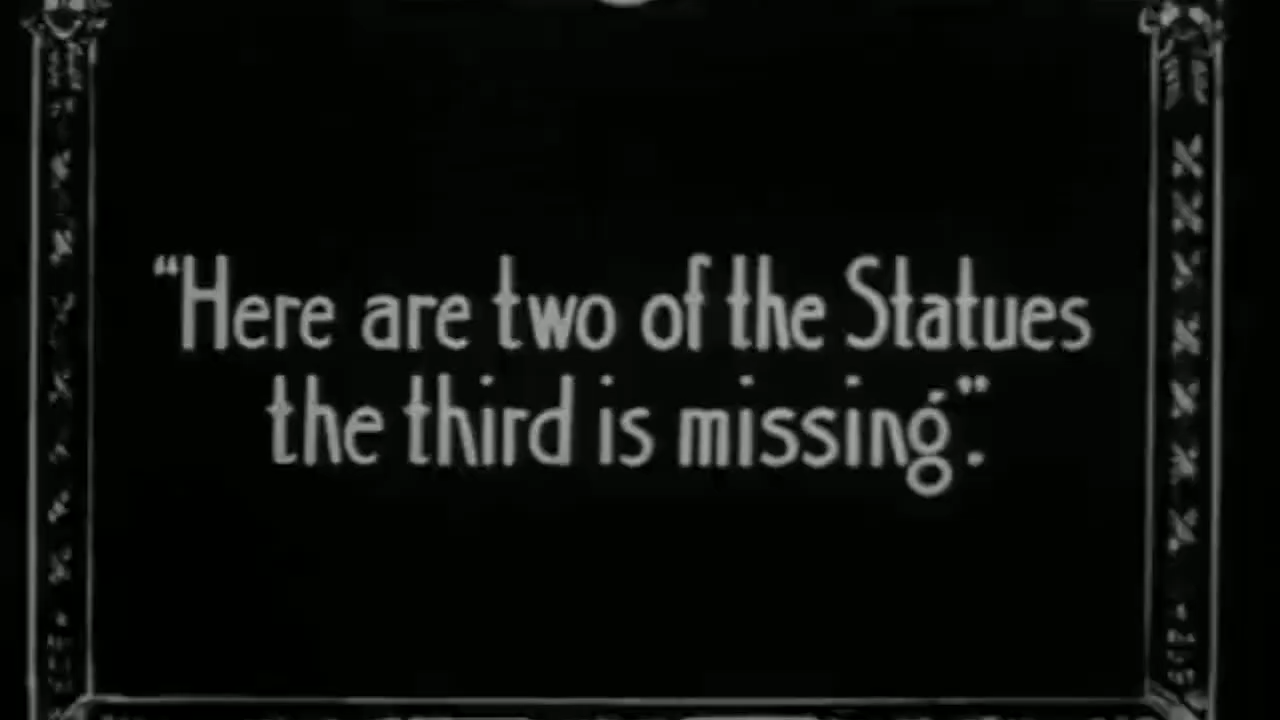 “Here are two of the Statues
the third is missing”.